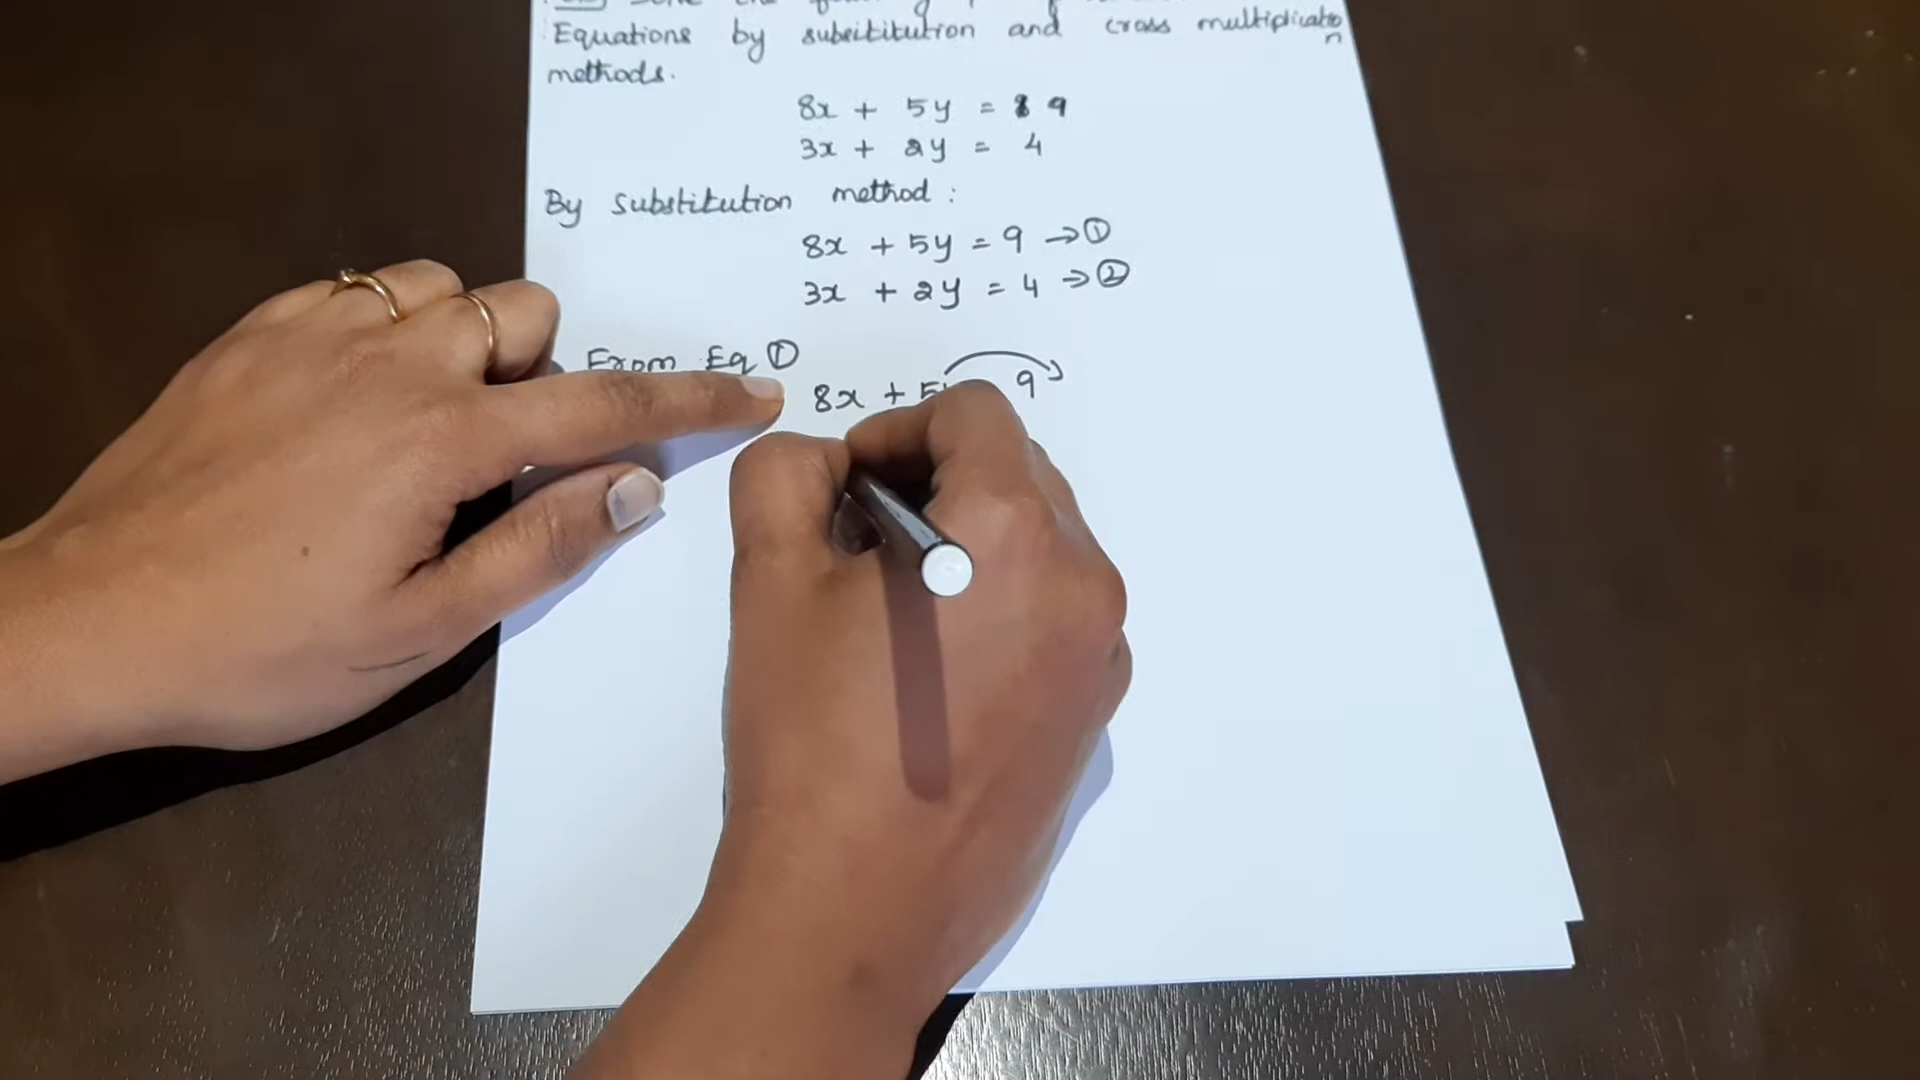 Equations by subsititution and cross multiplication
methods.
8x + 5y = 9
3x + 2y = 4
By substitution method :
8x + 5y = 9 → ①
3x + 2y = 4 → ②
From Eq ①
8x + 5 9